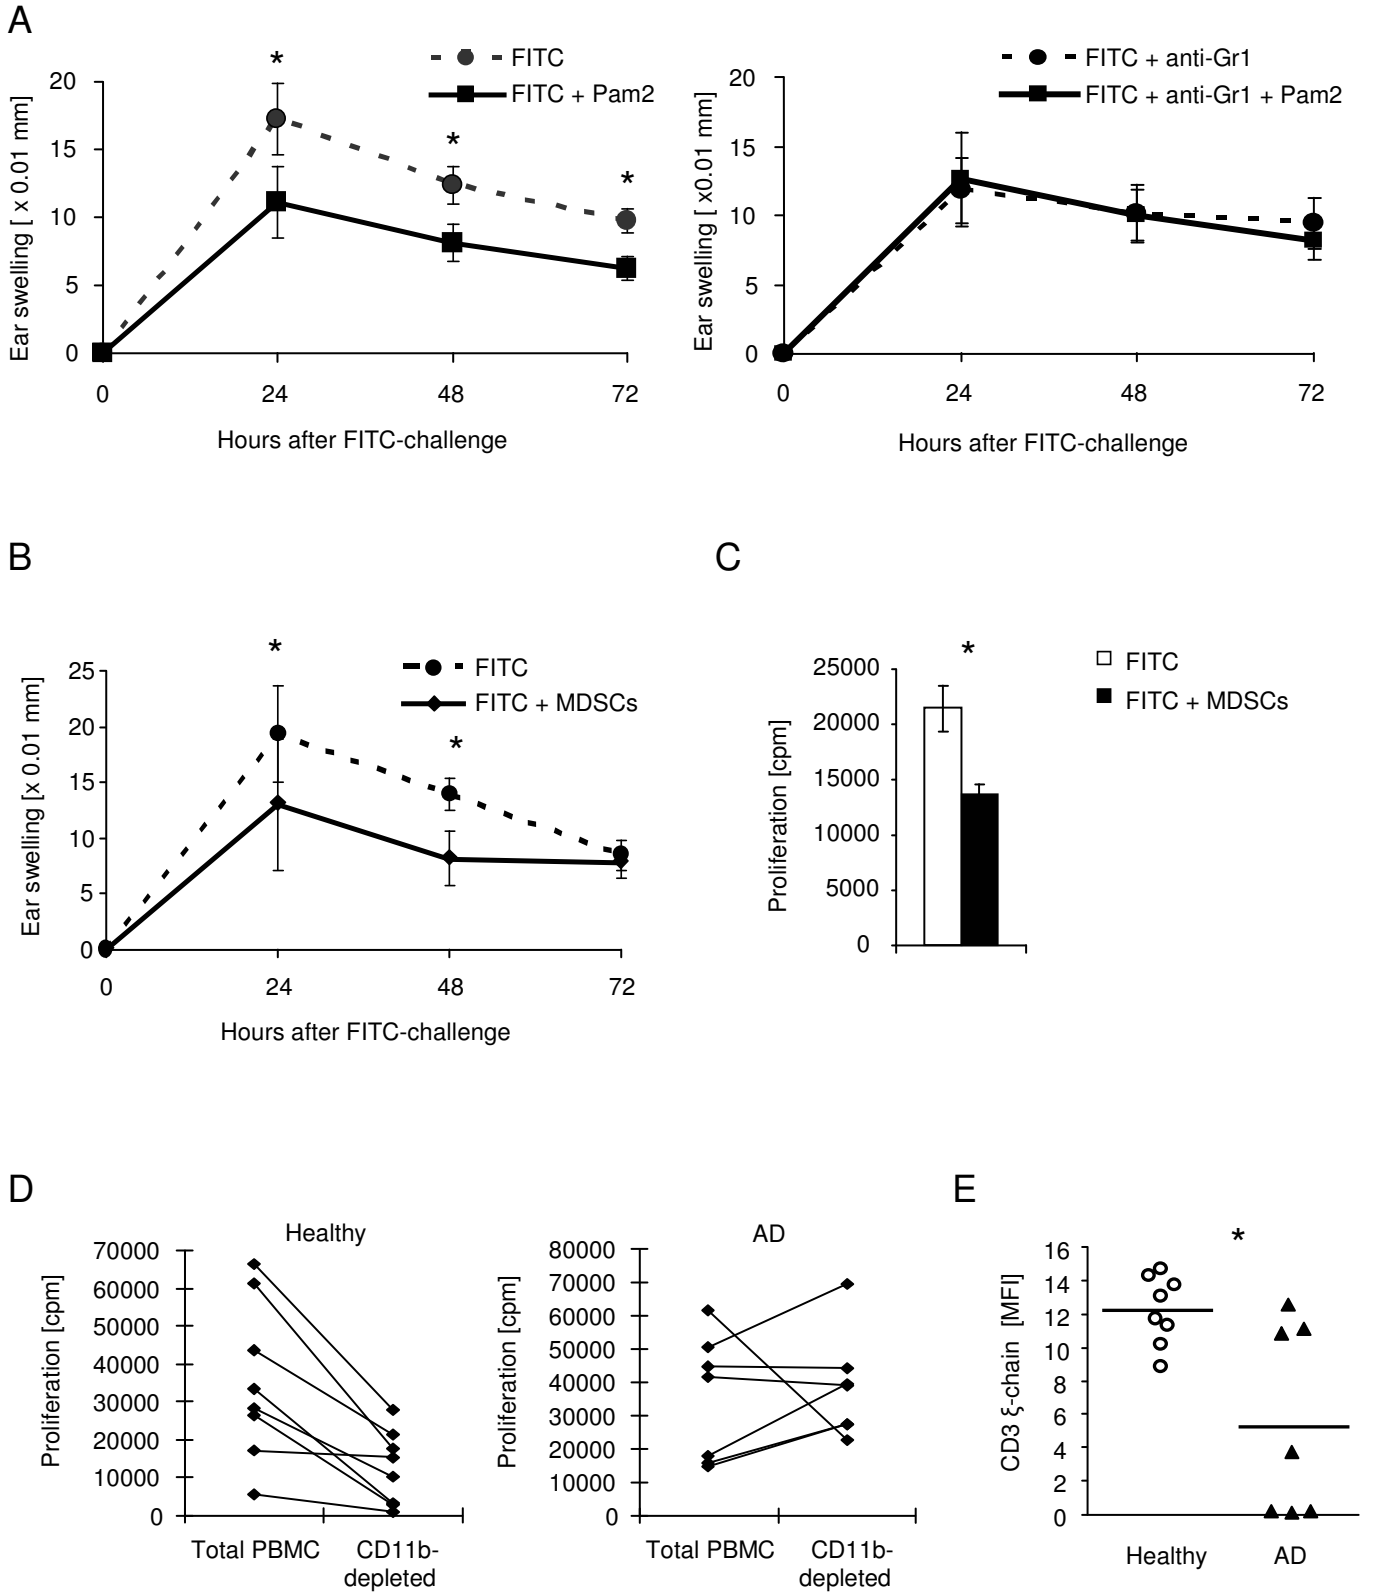 A
*
*
*
FITC
FITC + Pam2
20
15
10
5
0
Ear swelling [ x 0.01 mm]
0 24 48 72
Hours after FITC-challenge
FITC + anti-Gr1
FITC + anti-Gr1 + Pam2
20
15
10
5
0
Ear swelling [ x0.01 mm]
0 24 48 72
Hours after FITC-challenge
B
*
*
FITC
FITC + MDSCs
25
20
15
10
5
0
Ear swelling [x 0.01 mm]
0 24 48 72
Hours after FITC-challenge
C
*
FITC
FITC + MDSCs
25000
20000
15000
10000
5000
0
Proliferation [cpm]
D
Healthy
70000
60000
50000
40000
30000
20000
10000
0
Proliferation [cpm]
Total PBMC CD11b-
depleted
AD
80000
70000
60000
50000
40000
30000
20000
10000
0
Proliferation [cpm]
Total PBMC CD11b-
depleted
E
*
16
14
12
10
8
6
4
2
0
CD3 ξ-chain [MFI]
Healthy AD